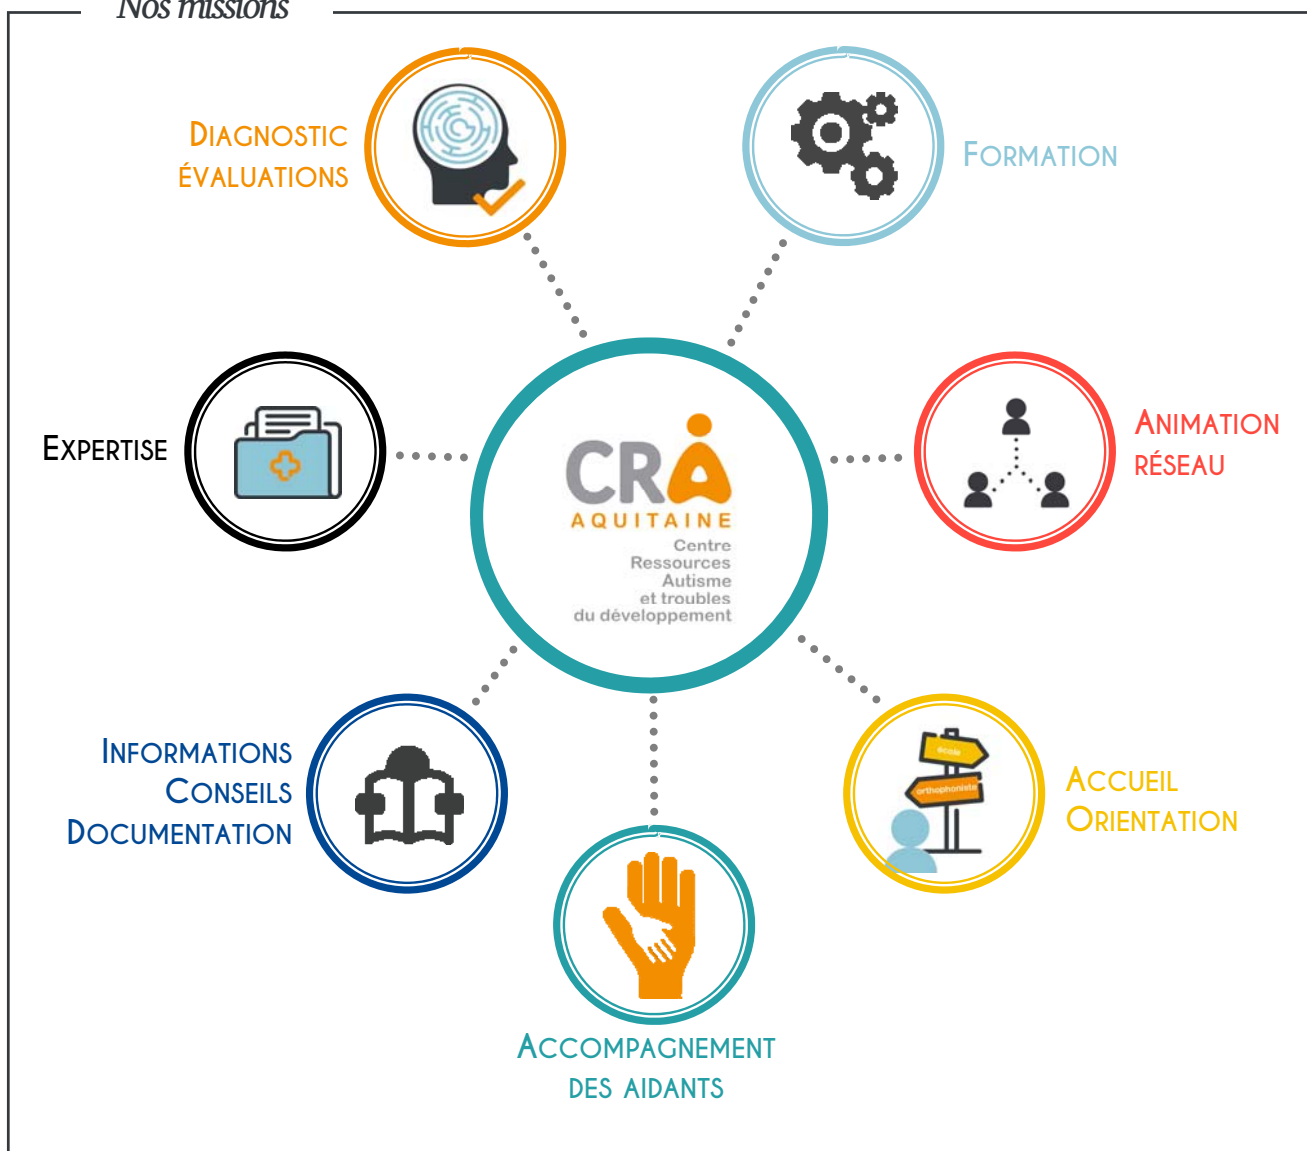 Nos missions
Diagnostic
évaluations
Formation
Expertise
Animation
réseau
CRA
AQUITAINE
Centre
Ressources
Autisme
et troubles
du développement
Informations
Conseils
Documentation
école
orthophoniste
Accueil
Orientation
Accompagnement
des aidants